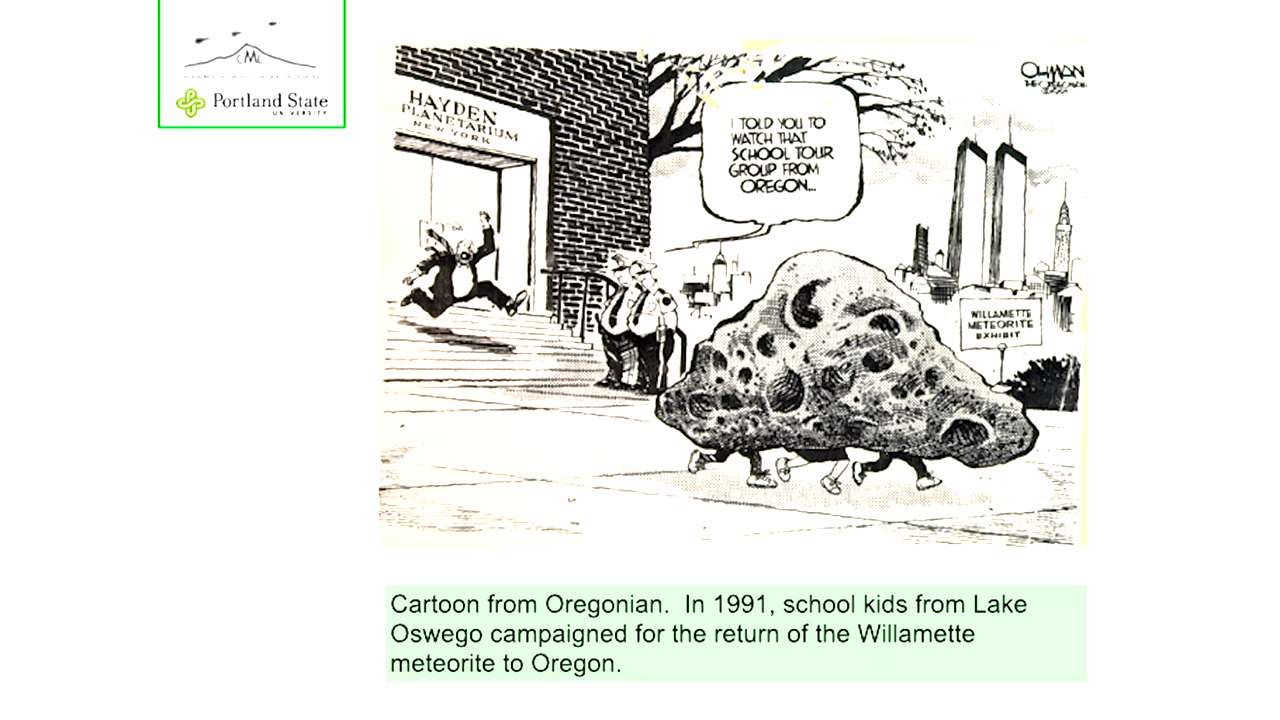 CML
Portland State
UNIVERSITY
HAYDEN
PLANETARIUM
NEW YORK
I TOLD YOU TO
WATCH THAT
SCHOOL TOUR
GROUP FROM
OREGON...
OHMAN
WILLAMETTE
METEORITE
EXHIBIT
Cartoon from Oregonian.  In 1991, school kids from Lake
Oswego campaigned for the return of the Willamette
meteorite to Oregon.